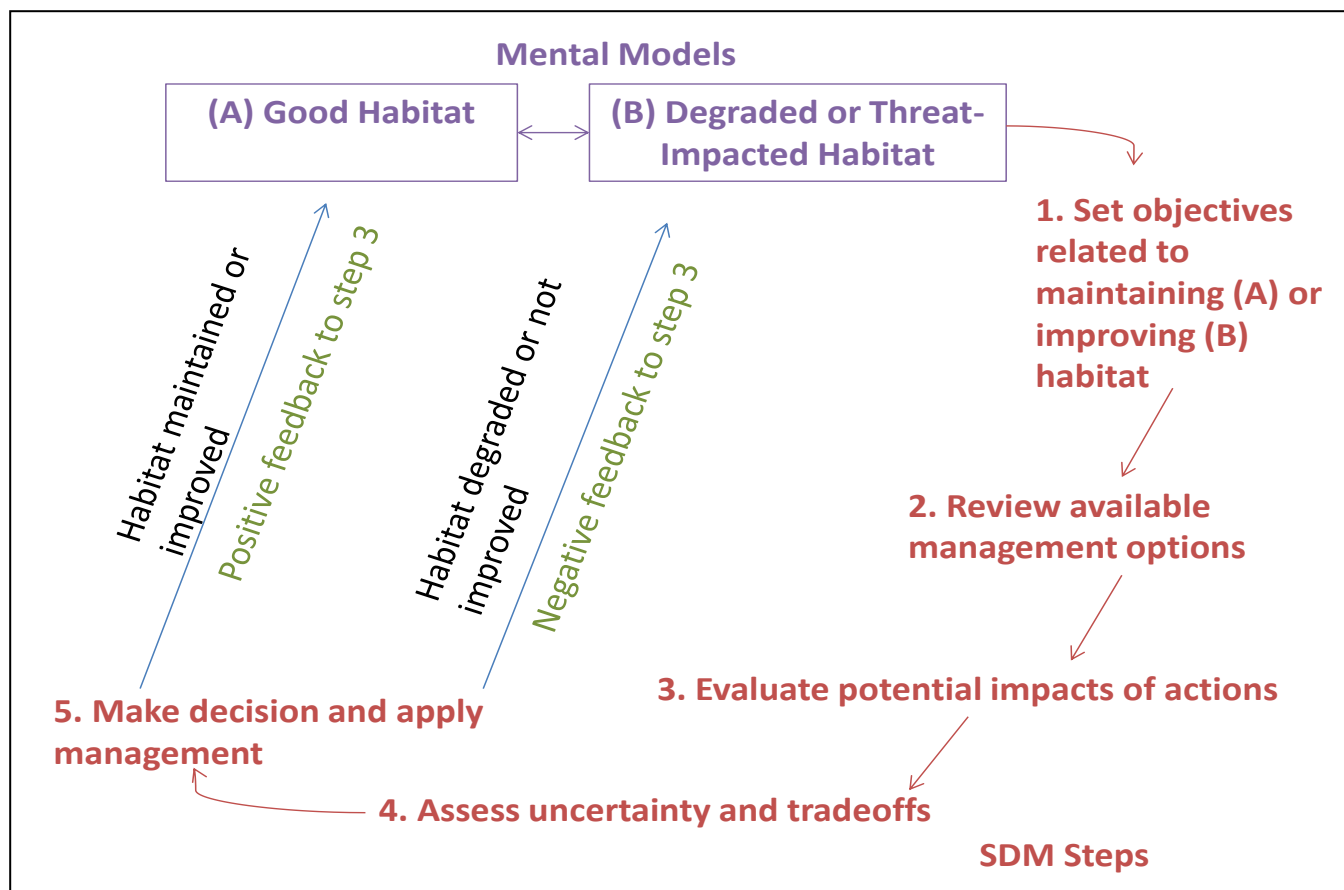 Mental Models
(A) Good Habitat
(B) Degraded or Threat-
Impacted Habitat
1. Set objectives
related to
maintaining (A) or
improving (B)
habitat
2. Review available
management options
3. Evaluate potential impacts of actions
4. Assess uncertainty and tradeoffs
5. Make decision and apply
management
Habitat maintained or
improved
Positive feedback to step 3
Habitat degraded or not
improved
Negative feedback to step 3
SDM Steps